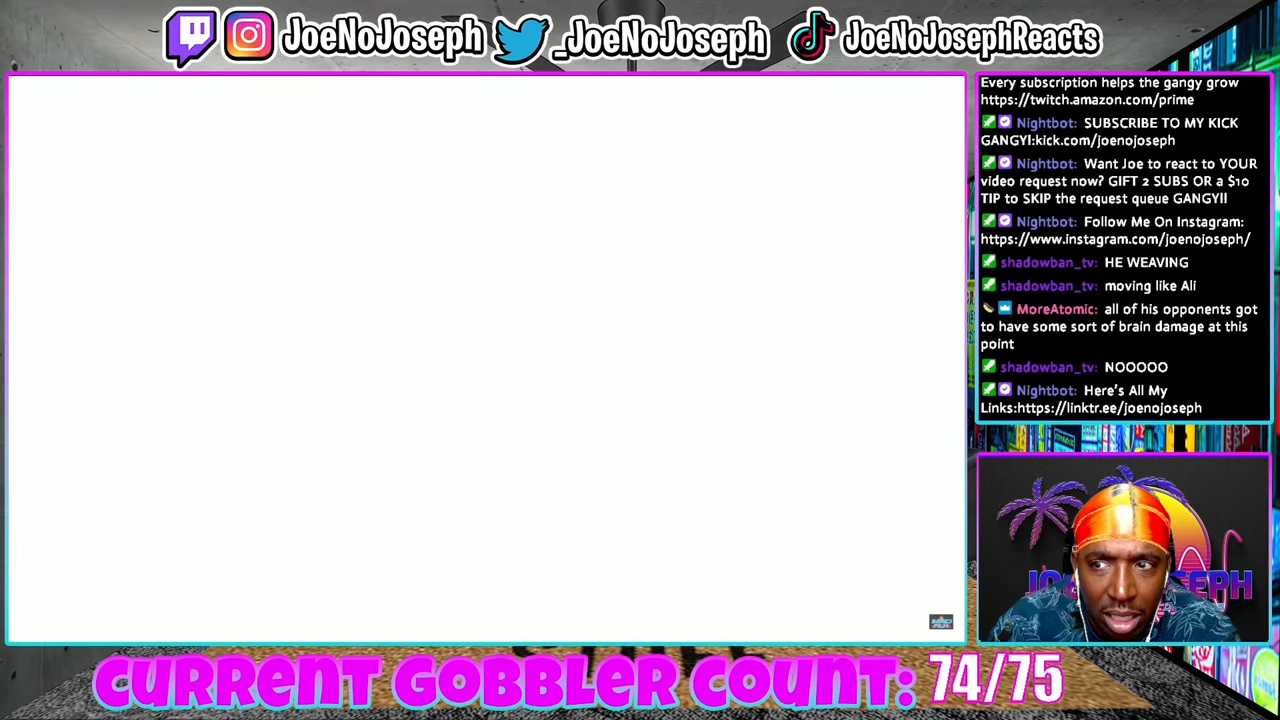 JoeNoJoseph
_JoeNoJoseph
JoeNoJosephReacts
Every subscription helps the gangy grow
https://twitch.amazon.com/prime
Nightbot: SUBSCRIBE TO MY KICK
GANGY!:kick.com/joenojoseph
Nightbot: Want Joe to react to YOUR
video request now? GIFT 2 SUBS OR a $10
TIP to SKIP the request queue GANGY!!
Nightbot: Follow Me On Instagram:
https://www.instagram.com/joenojoseph/
shadowban_tv: HE WEAVING
shadowban_tv: moving like Ali
MoreAtomic: all of his opponents got
to have some sort of brain damage at this
point
shadowban_tv: NOOOOO
Nightbot: Here's All My
Links:https://linktr.ee/joenojoseph
CURRENT GOBBLER COUNT: 74/75